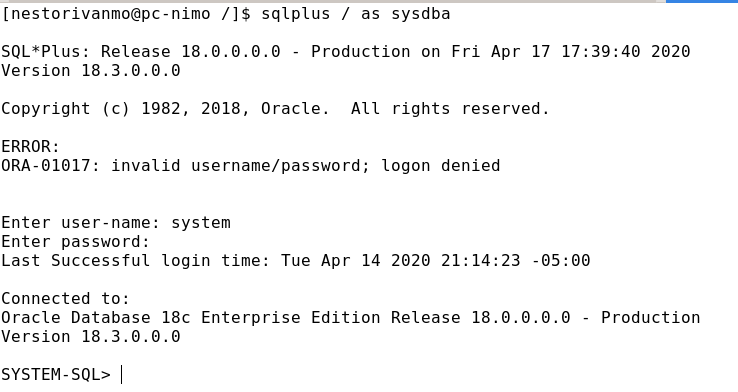 [nestorivanmo@pc-nimo /]$ sqlplus / as sysdba
SQL*Plus: Release 18.0.0.0.0 - Production on Fri Apr 17 17:39:40 2020
Version 18.3.0.0.0
Copyright (c) 1982, 2018, Oracle.  All rights reserved.
ERROR:
ORA-01017: invalid username/password; logon denied
Enter user-name: system
Enter password:
Last Successful login time: Tue Apr 14 2020 21:14:23 -05:00
Connected to:
Oracle Database 18c Enterprise Edition Release 18.0.0.0.0 - Production
Version 18.3.0.0.0
SYSTEM-SQL>